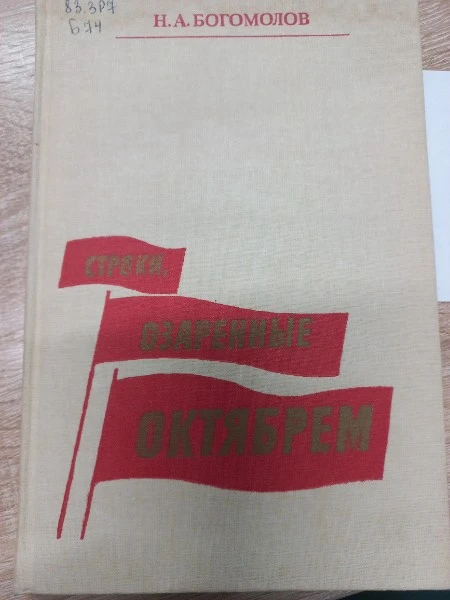 83.3Р7
Б 74
Н. А. БОГОМОЛОВ
СТРОКИ,
ОЗАРЕННЫЕ
ОКТЯБРЕМ